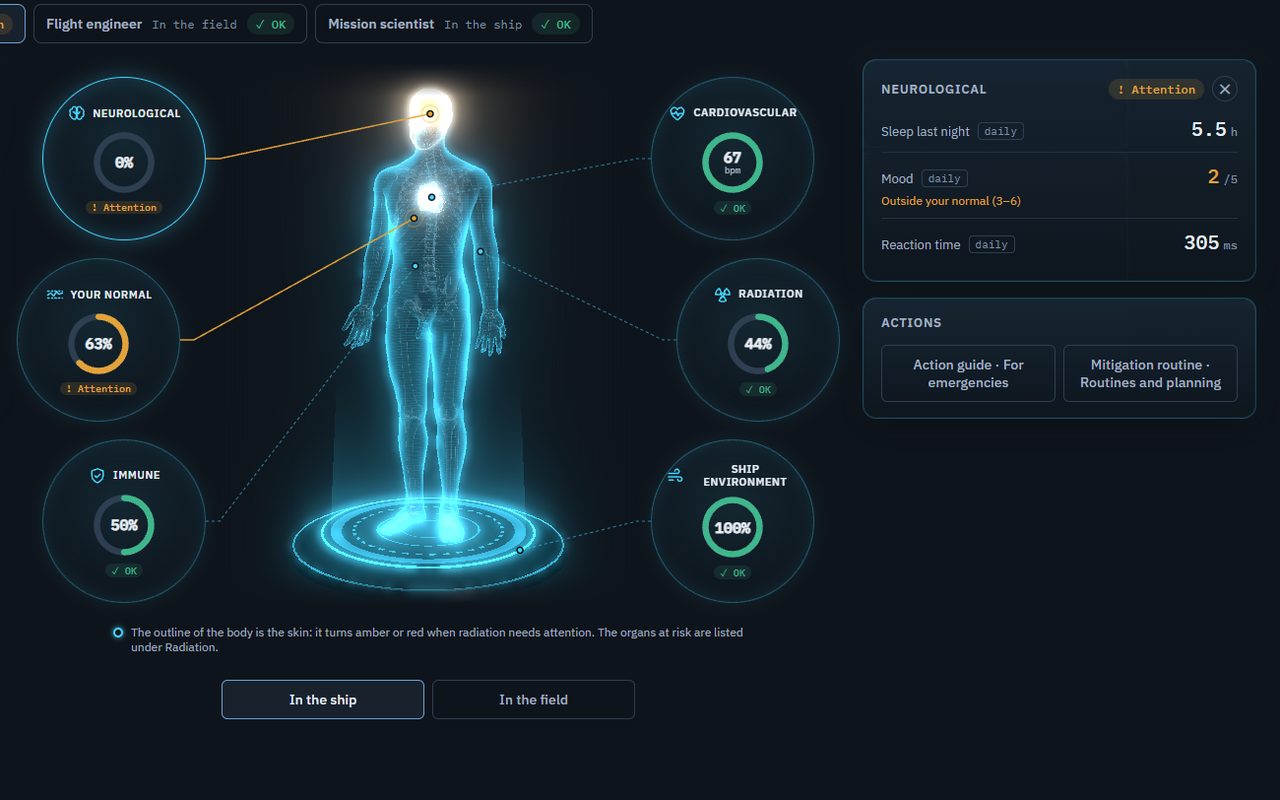 n
Flight engineer In the field ✓ OK
Mission scientist In the ship ✓ OK
NEUROLOGICAL
0%
! Attention
YOUR NORMAL
63%
! Attention
IMMUNE
50%
✓ OK
CARDIOVASCULAR
67
bpm
✓ OK
RADIATION
44%
✓ OK
SHIP
ENVIRONMENT
100%
✓ OK
The outline of the body is the skin: it turns amber or red when radiation needs attention. The organs at risk are listed
under Radiation.
In the ship
In the field
NEUROLOGICAL ! Attention
Sleep last night daily 5.5 h
Mood daily 2 /5
Outside your normal (3–6)
Reaction time daily 305 ms
ACTIONS
Action guide · For
emergencies
Mitigation routine ·
Routines and planning